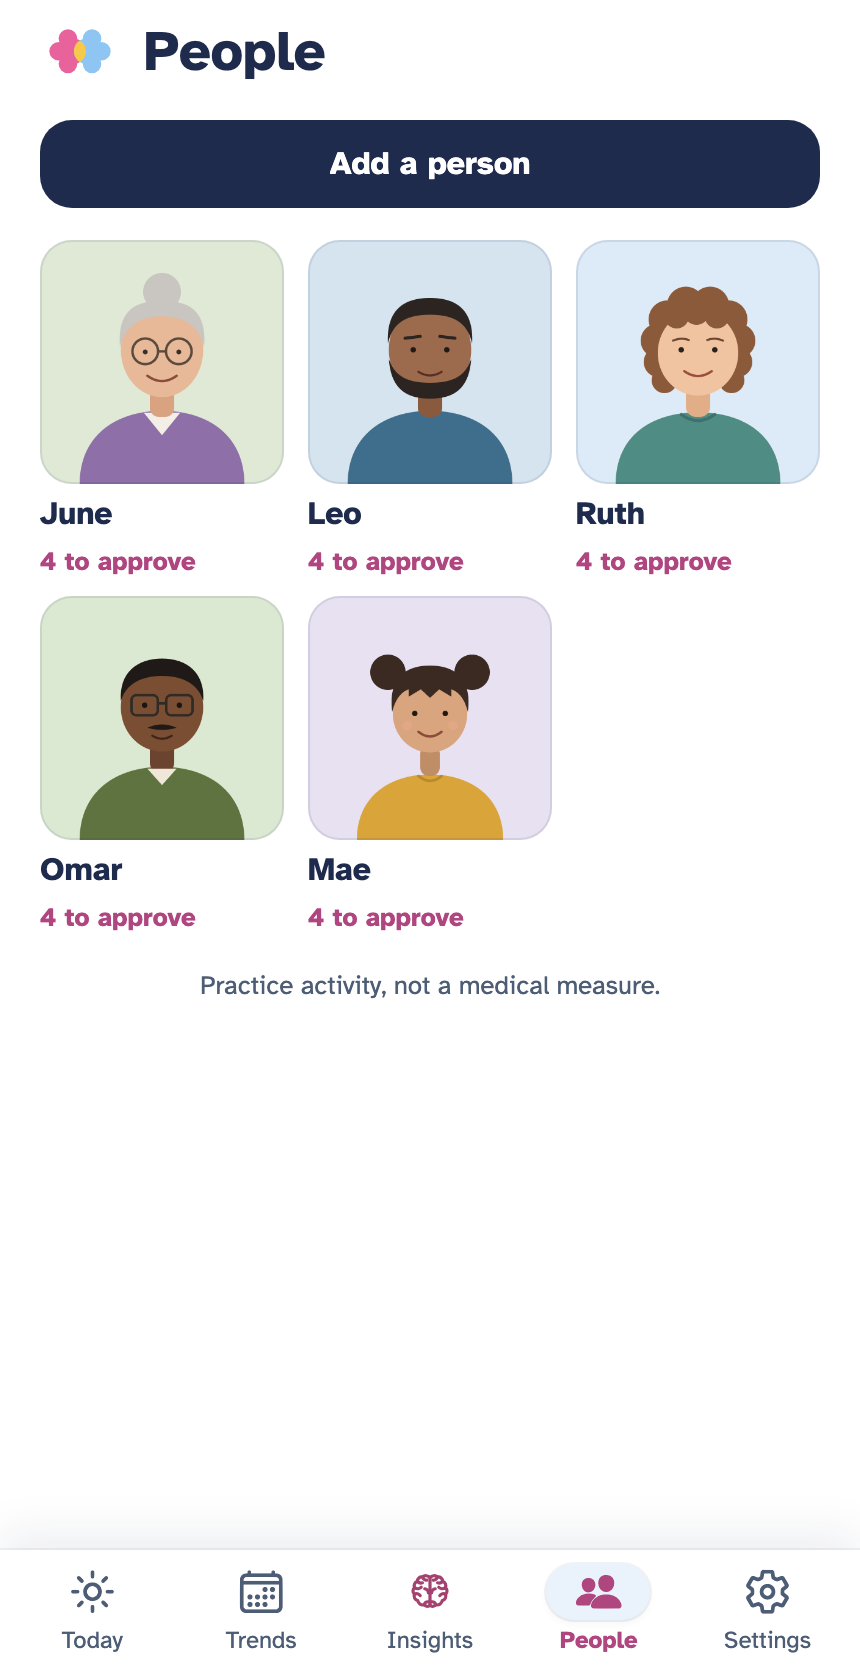 People
Add a person
June
Leo
Ruth
4 to approve
4 to approve
4 to approve
Omar
Mae
4 to approve
4 to approve
Practice activity, not a medical measure.
Today
Trends
Insights
People
Settings